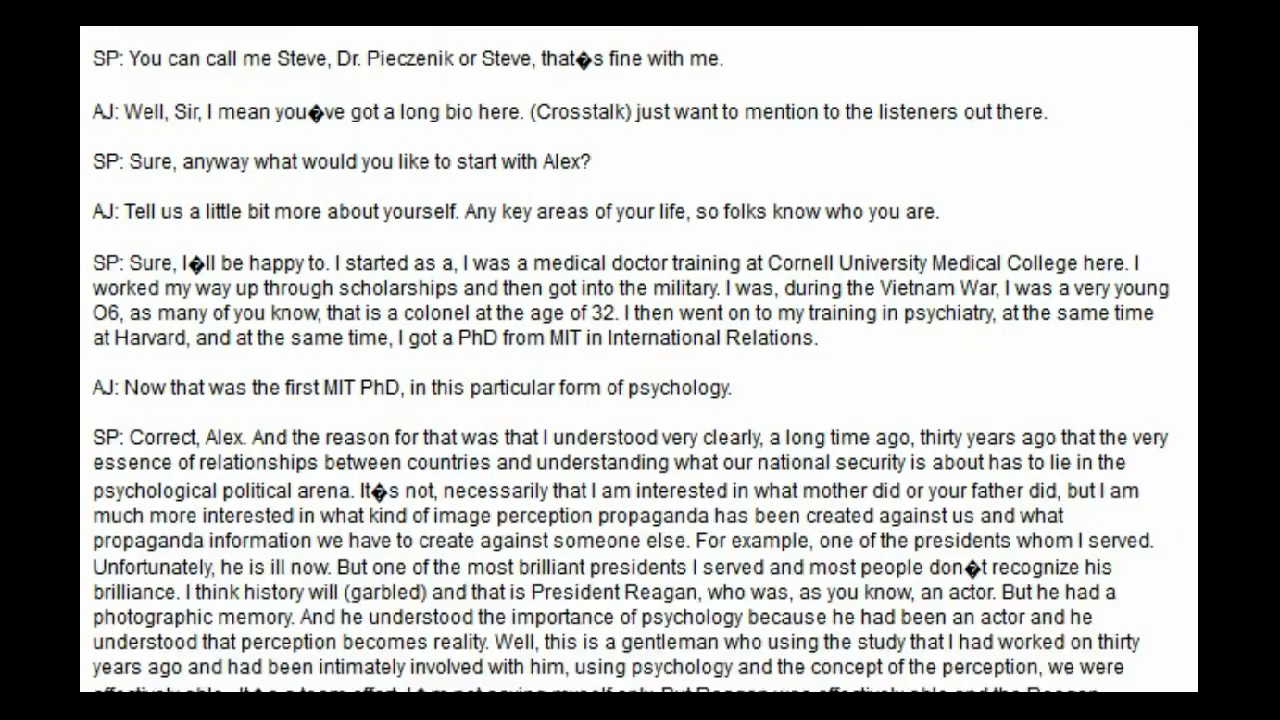 SP: You can call me Steve, Dr. Pieczenik or Steve, that�s fine with me.
AJ: Well, Sir, I mean you�ve got a long bio here. (Crosstalk) just want to mention to the listeners out there.
SP: Sure, anyway what would you like to start with Alex?
AJ: Tell us a little bit more about yourself. Any key areas of your life, so folks know who you are.
SP: Sure, I�ll be happy to. I started as a, I was a medical doctor training at Cornell University Medical College here. I
worked my way up through scholarships and then got into the military. I was, during the Vietnam War, I was a very young
O6, as many of you know, that is a colonel at the age of 32. I then went on to my training in psychiatry, at the same time
at Harvard, and at the same time, I got a PhD from MIT in International Relations.
AJ: Now that was the first MIT PhD, in this particular form of psychology.
SP: Correct, Alex. And the reason for that was that I understood very clearly, a long time ago, thirty years ago that the very
essence of relationships between countries and understanding what our national security is about has to lie in the
psychological political arena. It�s not, necessarily that I am interested in what mother did or your father did, but I am
much more interested in what kind of image perception propaganda has been created against us and what
propaganda information we have to create against someone else. For example, one of the presidents whom I served.
Unfortunately, he is ill now. But one of the most brilliant presidents I served and most people don�t recognize his
brilliance. I think history will (garbled) and that is President Reagan, who was, as you know, an actor. But he had a
photographic memory. And he understood the importance of psychology because he had been an actor and he
understood that perception becomes reality. Well, this is a gentleman who using the study that I had worked on thirty
years ago and had been intimately involved with him, using psychology and the concept of the perception, we were